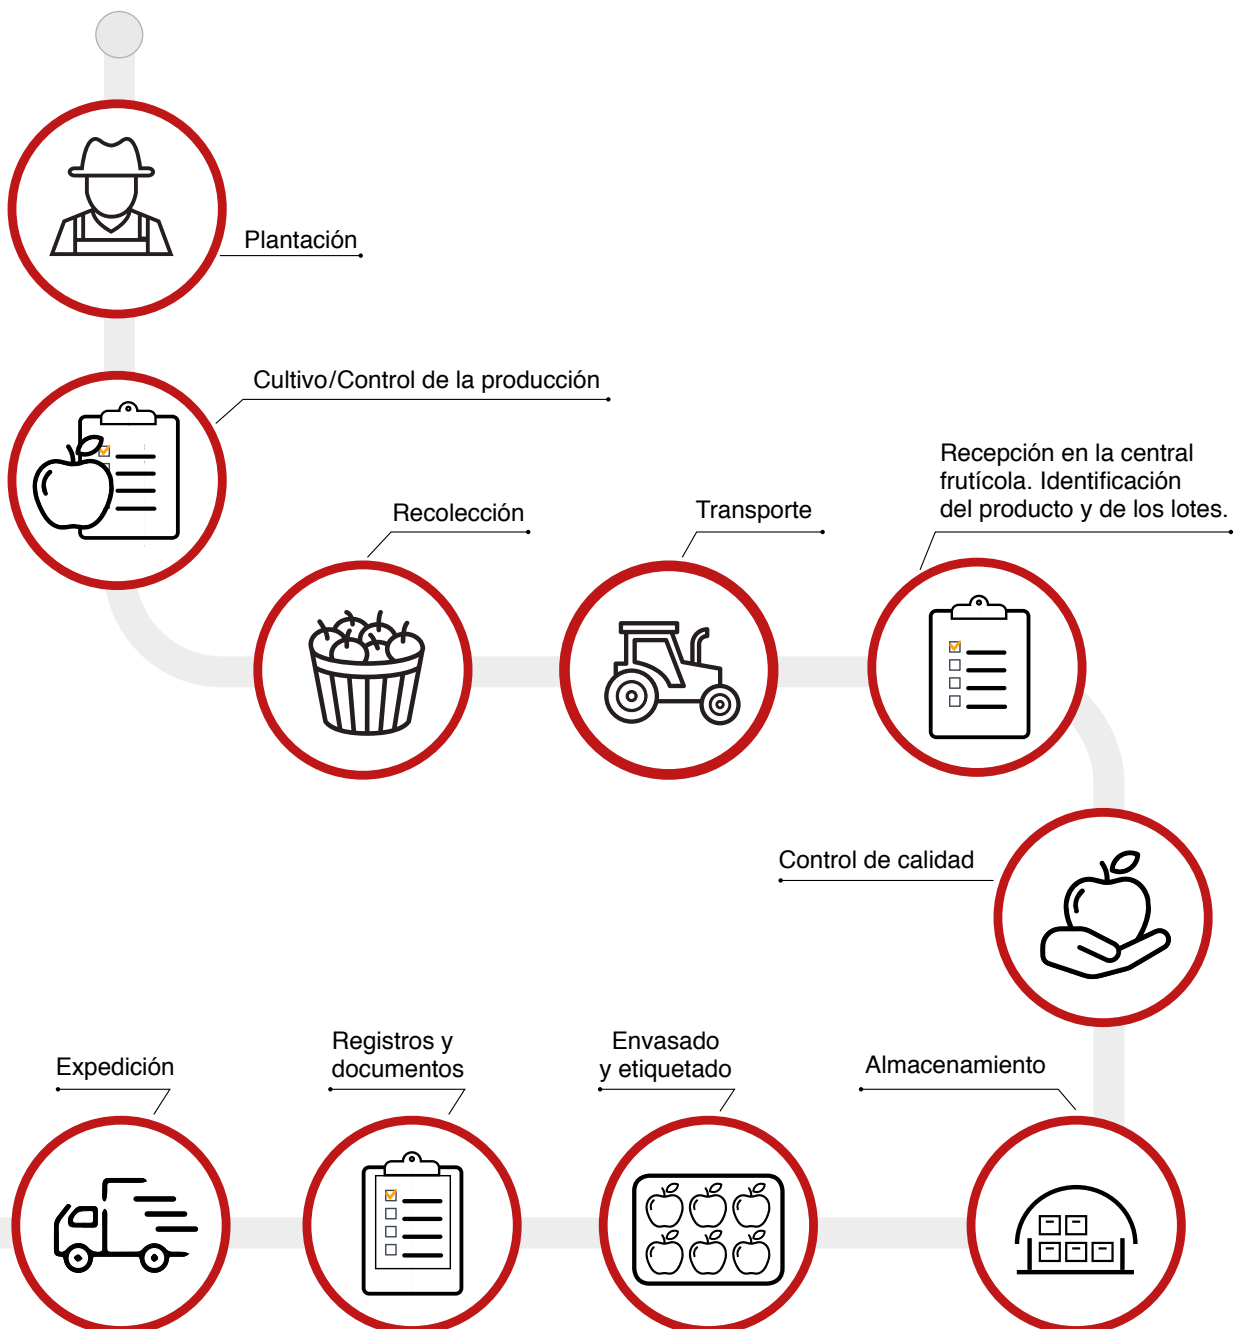 Plantación
Cultivo/Control de la producción
Recolección
Transporte
Recepción en la central
frutícola. Identificación
del producto y de los lotes.
Control de calidad
Almacenamiento
Envasado
y etiquetado
Registros y
documentos
Expedición